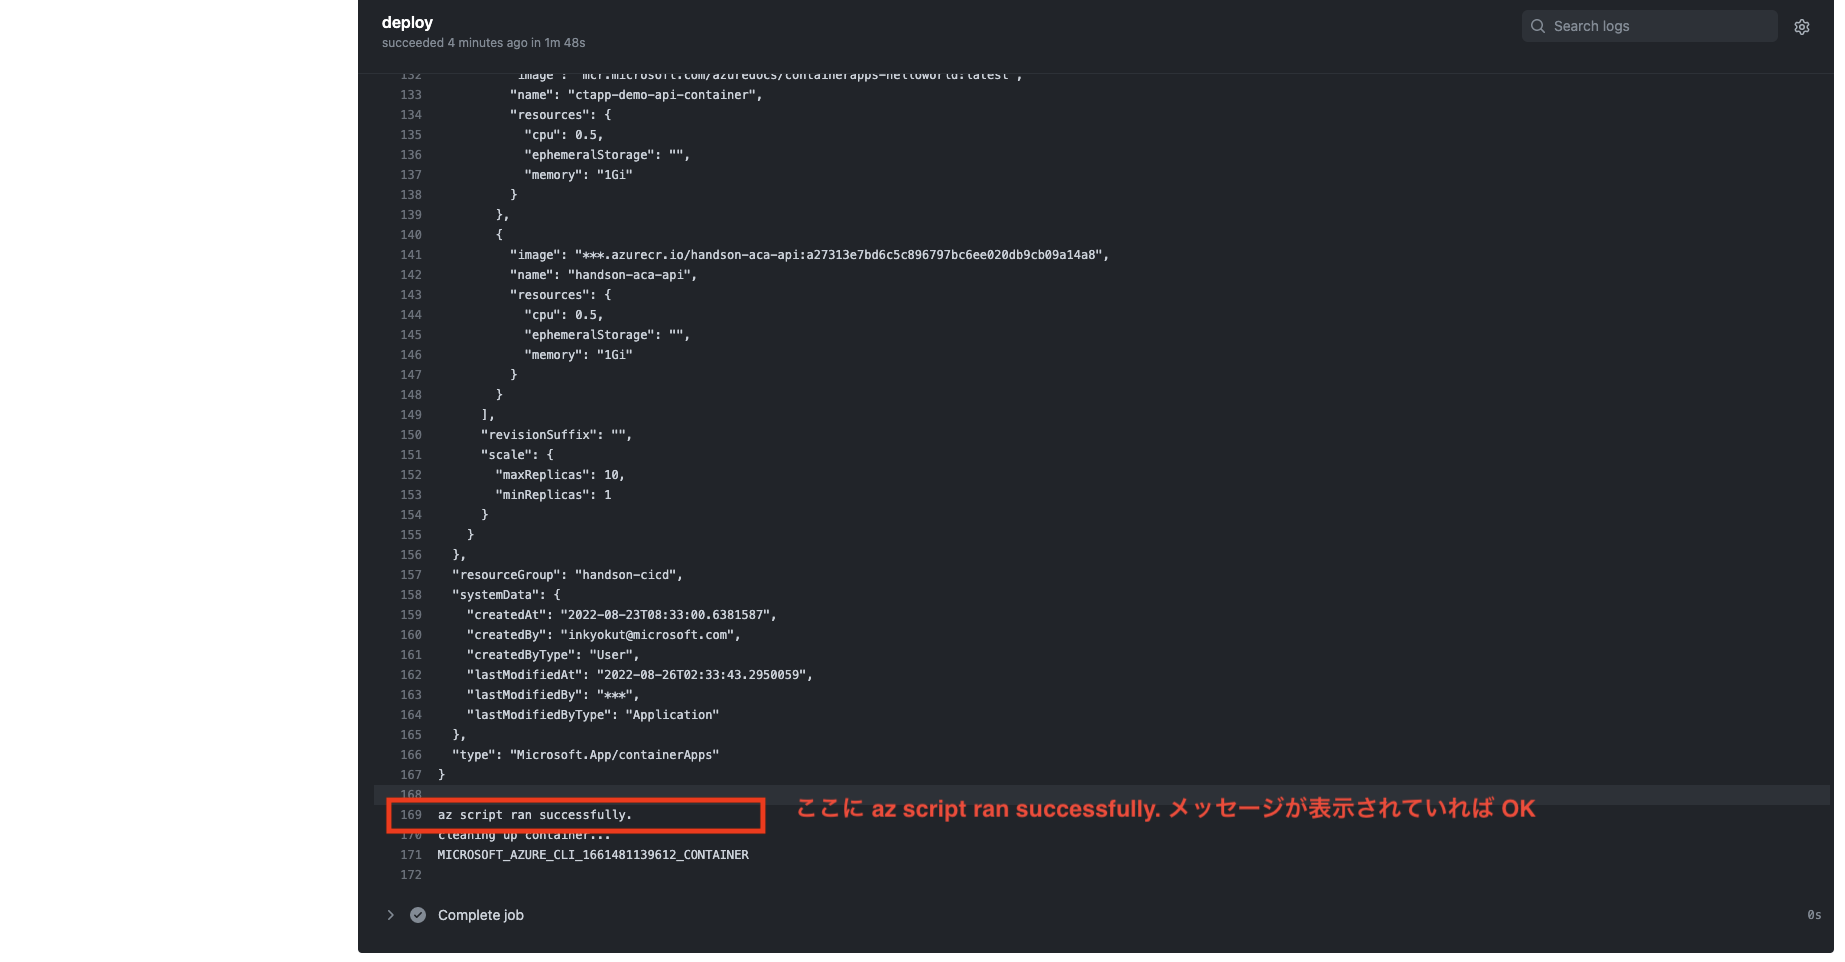 deploy
succeeded 4 minutes ago in 1m 48s
Search logs
132 "image": "mcr.microsoft.com/azuredocs/containerapps-helloworld:latest",
133 "name": "ctapp-demo-api-container",
134 "resources": {
135 "cpu": 0.5,
136 "ephemeralStorage": "",
137 "memory": "1Gi"
138 }
139 },
140 {
141 "image": "***.azurecr.io/handson-aca-api:a27313e7bd6c5c896797bc6ee020db9cb09a14a8",
142 "name": "handson-aca-api",
143 "resources": {
144 "cpu": 0.5,
145 "ephemeralStorage": "",
146 "memory": "1Gi"
147 }
148 }
149 ],
150 "revisionSuffix": "",
151 "scale": {
152 "maxReplicas": 10,
153 "minReplicas": 1
154 }
155 }
156 },
157 "resourceGroup": "handson-cicd",
158 "systemData": {
159 "createdAt": "2022-08-23T08:33:00.6381587",
160 "createdBy": "inkyokut@microsoft.com",
161 "createdByType": "User",
162 "lastModifiedAt": "2022-08-26T02:33:43.2950059",
163 "lastModifiedBy": "***",
164 "lastModifiedByType": "Application"
165 },
166 "type": "Microsoft.App/containerApps"
167 }
168
169 az script ran successfully.
ここに az script ran successfully. メッセージが表示されていれば OK
170 cleaning up container...
171 MICROSOFT_AZURE_CLI_1661481139612_CONTAINER
172
Complete job
0s